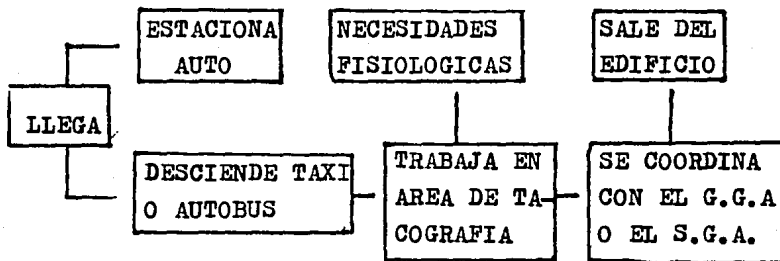 LLEGA
ESTACIONA
AUTO
DESCIENDE TAXI
O AUTOBUS
NECESIDADES
FISIOLOGICAS
TRABAJA EN
AREA DE TA-
COGRAFIA
SALE DEL
EDIFICIO
SE COORDINA
CON EL G.G.A
O EL S.G.A.